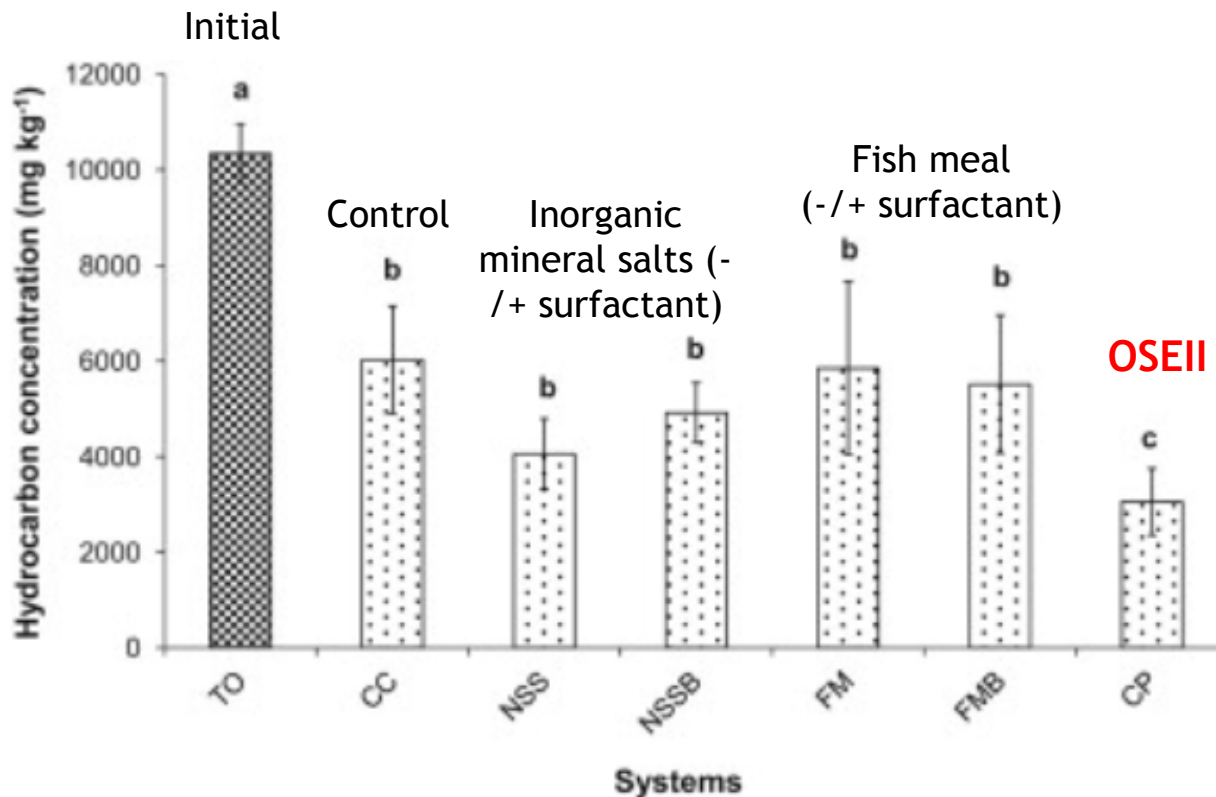 Initial
12000
a
Hydrocarbon concentration (mg kg⁻¹)
10000
Fish meal
(-/+ surfactant)
Control
Inorganic
mineral salts (-
/+ surfactant)
8000
b
b
b
b
b
6000
OSEII
4000
c
2000
0
TO
CC
NSS
NSSB
FM
FMB
CP
Systems